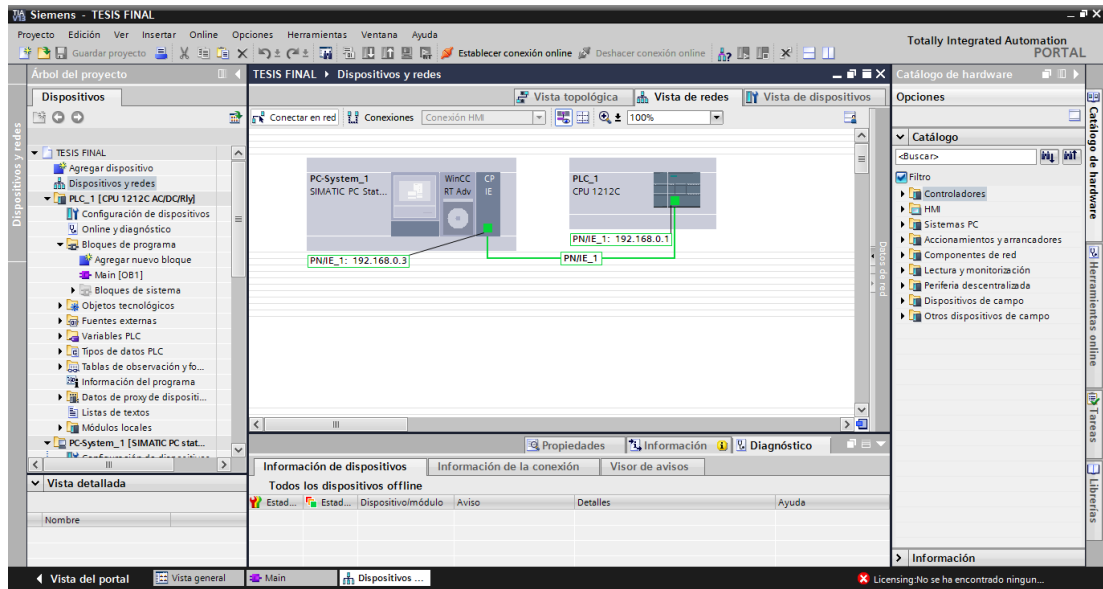 Siemens - TESIS FINAL
Proyecto Edición Ver Insertar Online Opciones Herramientas Ventana Ayuda
Guardar proyecto Establecer conexión online Deshacer conexión online
Totally Integrated Automation
PORTAL
Árbol del proyecto
Dispositivos
Dispositivos y redes
TESIS FINAL
Agregar dispositivo
Dispositivos y redes
PLC_1 [CPU 1212C AC/DC/Rly]
Configuración de dispositivos
Online y diagnóstico
Bloques de programa
Agregar nuevo bloque
Main [OB1]
Bloques de sistema
Objetos tecnológicos
Fuentes externas
Variables PLC
Tipos de datos PLC
Tablas de observación y fo...
Información del programa
Datos de proxy de dispositi...
Listas de textos
Módulos locales
PC-System_1 [SIMATIC PC stat...
Vista detallada
Nombre
TESIS FINAL Dispositivos y redes
Vista topológica Vista de redes Vista de dispositivos
Conectar en red Conexiones Conexión HMI 100%
PC-System_1
SIMATIC PC Stat...
WinCC
RT Adv
CP
IE
PLC_1
CPU 1212C
PN/IE_1: 192.168.0.1
PN/IE_1: 192.168.0.3
PN/IE_1
Datos de red
Propiedades Información Diagnóstico
Información de dispositivos Información de la conexión Visor de avisos
Todos los dispositivos offline
Estad... Estad... Dispositivo/módulo Aviso Detalles Ayuda
Catálogo de hardware
Opciones
Catálogo
<Buscar>
Filtro
Controladores
HMI
Sistemas PC
Accionamientos y arrancadores
Componentes de red
Lectura y monitorización
Periferia descentralizada
Dispositivos de campo
Otros dispositivos de campo
Información
Catálogo de hardware
Herramientas online
Tareas
Librerías
Vista del portal Vista general Main Dispositivos ...
Licensing:No se ha encontrado ningun...